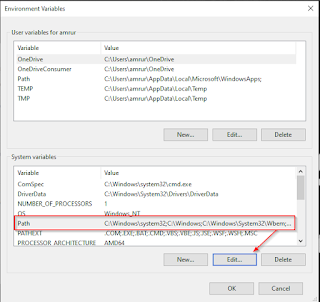 Environment Variables
User variables for amrur
Variable Value
OneDrive C:\Users\amrur\OneDrive
OneDriveConsumer C:\Users\amrur\OneDrive
Path C:\Users\amrur\AppData\Local\Microsoft\WindowsApps;
TEMP C:\Users\amrur\AppData\Local\Temp
TMP C:\Users\amrur\AppData\Local\Temp
New... Edit... Delete
System variables
Variable Value
ComSpec C:\Windows\system32\cmd.exe
DriverData C:\Windows\System32\Drivers\DriverData
NUMBER_OF_PROCESSORS 1
OS Windows_NT
Path C:\Windows\system32;C:\Windows;C:\Windows\System32\Wbem;...
PATHEXT .COM;.EXE;.BAT;.CMD;.VBS;.VBE;.JS;.JSE;.WSF;.WSH;.MSC
PROCESSOR_ARCHITECTURE AMD64
New... Edit... Delete
OK Cancel